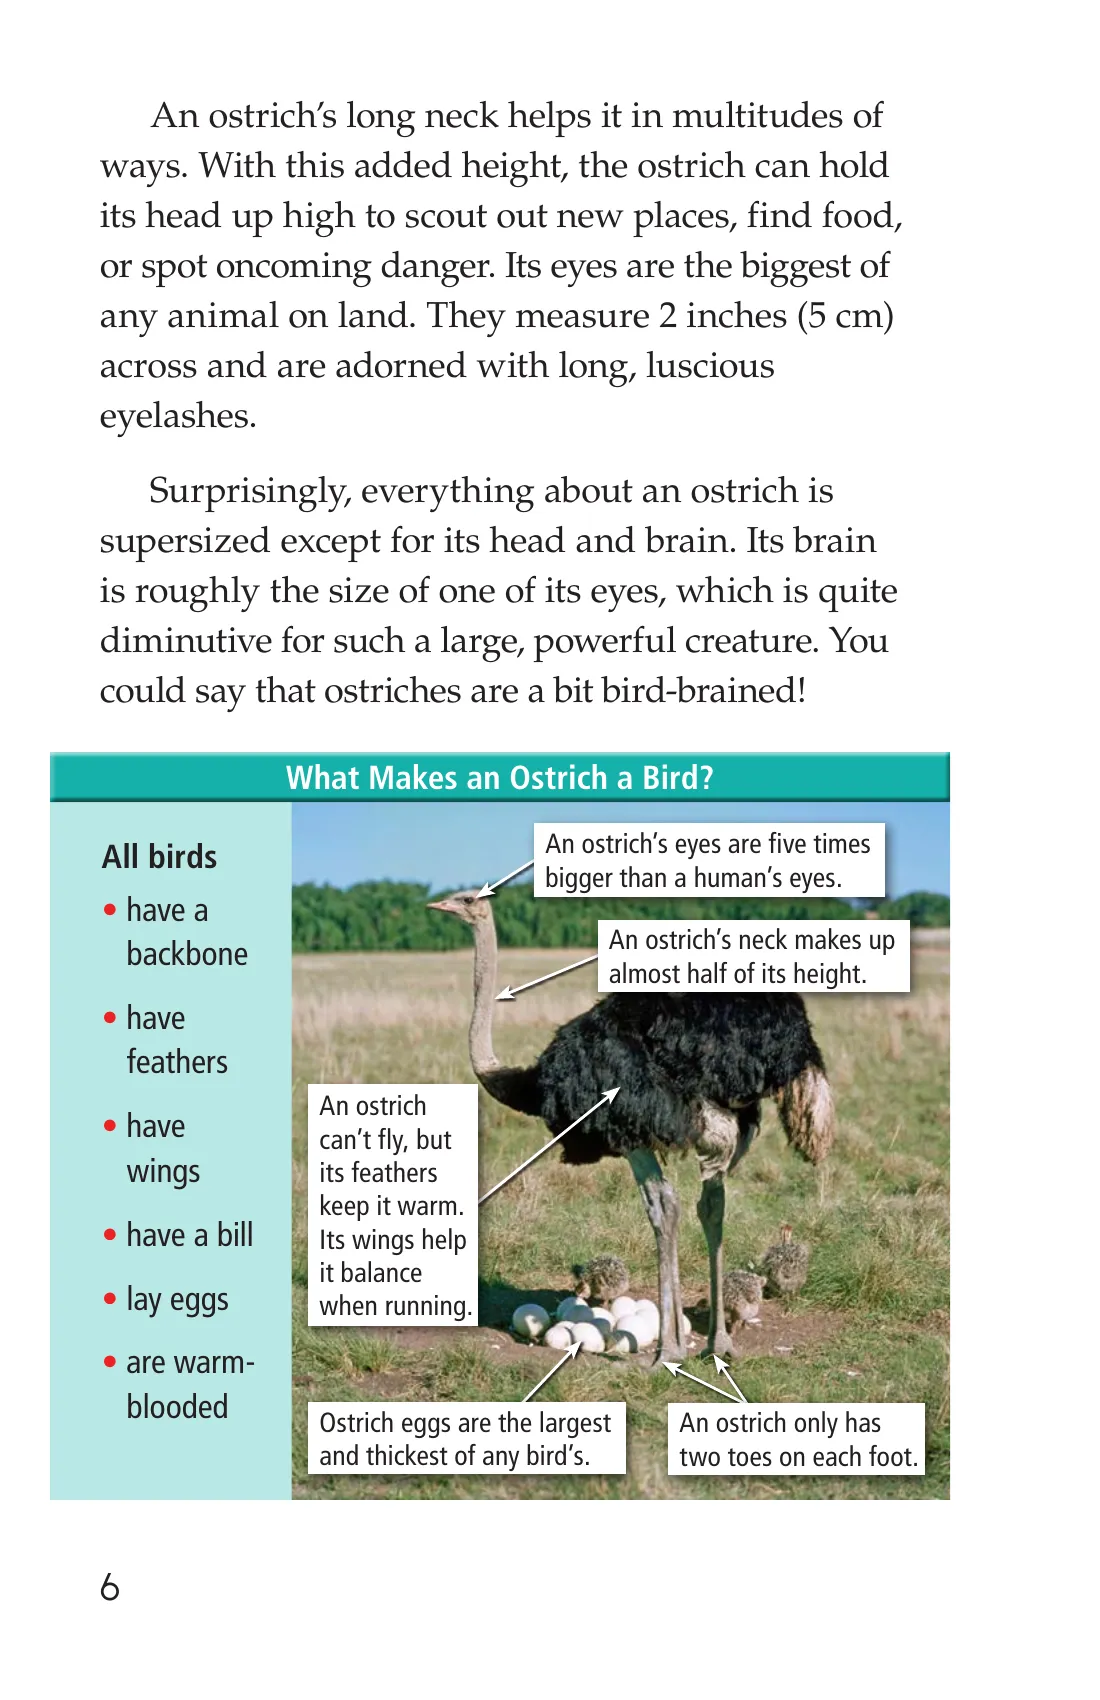 An ostrich’s long neck helps it in multitudes of
ways. With this added height, the ostrich can hold
its head up high to scout out new places, find food,
or spot oncoming danger. Its eyes are the biggest of
any animal on land. They measure 2 inches (5 cm)
across and are adorned with long, luscious
eyelashes.
Surprisingly, everything about an ostrich is
supersized except for its head and brain. Its brain
is roughly the size of one of its eyes, which is quite
diminutive for such a large, powerful creature. You
could say that ostriches are a bit bird-brained!
What Makes an Ostrich a Bird?
All birds
• have a
backbone
• have
feathers
• have
wings
• have a bill
• lay eggs
• are warm-
blooded
An ostrich’s eyes are five times
bigger than a human’s eyes.
An ostrich’s neck makes up
almost half of its height.
An ostrich
can’t fly, but
its feathers
keep it warm.
Its wings help
it balance
when running.
Ostrich eggs are the largest
and thickest of any bird’s.
An ostrich only has
two toes on each foot.
6